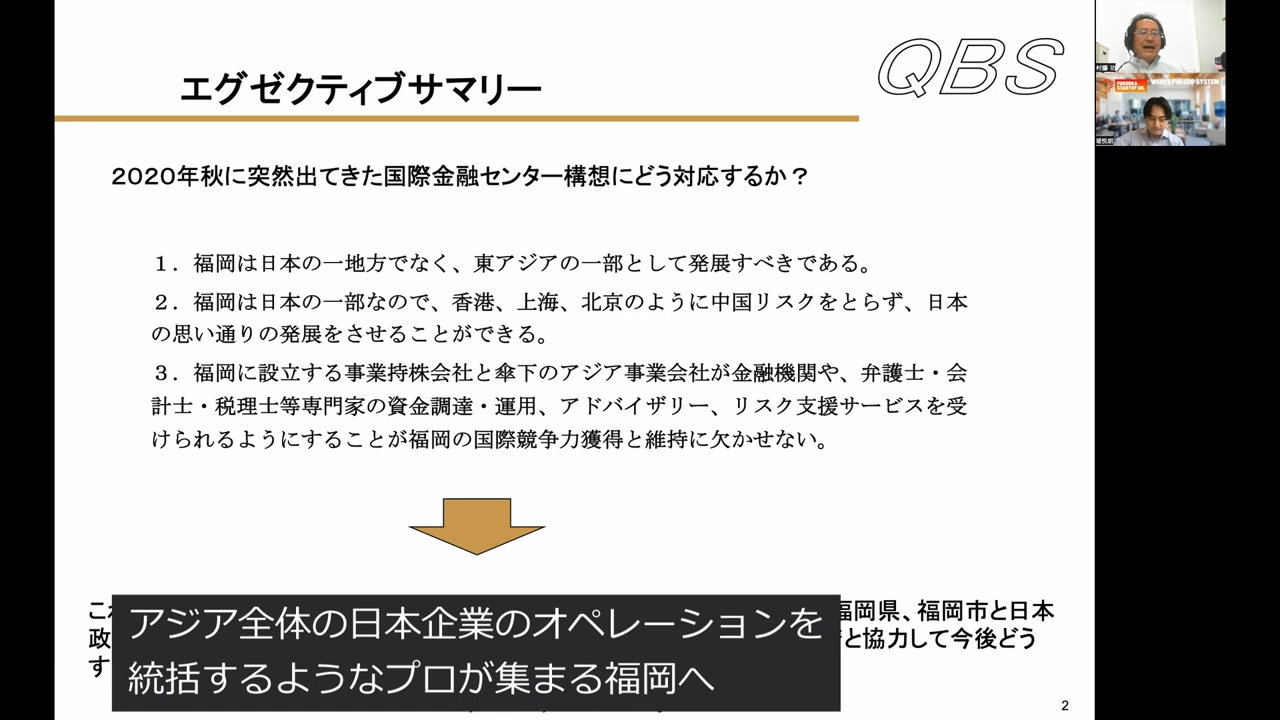 エグゼクティブサマリー
QBS
2020年秋に突然出てきた国際金融センター構想にどう対応するか？
１．福岡は日本の一地方でなく、東アジアの一部として発展すべきである。
２．福岡は日本の一部なので、香港、上海、北京のように中国リスクをとらず、日本
の思い通りの発展をさせることができる。
３．福岡に設立する事業持株会社と傘下のアジア事業会社が金融機関や、弁護士・会
計士・税理士等専門家の資金調達・運用、アドバイザリー、リスク支援サービスを受
けられるようにすることが福岡の国際競争力獲得と維持に欠かせない。
福岡県、福岡市と日本
政
と協力して今後どう
す
アジア全体の日本企業のオペレーションを
統括するようなプロが集まる福岡へ
2
村藤 功
FUKUOKA
STARTUP.
堀悦朗